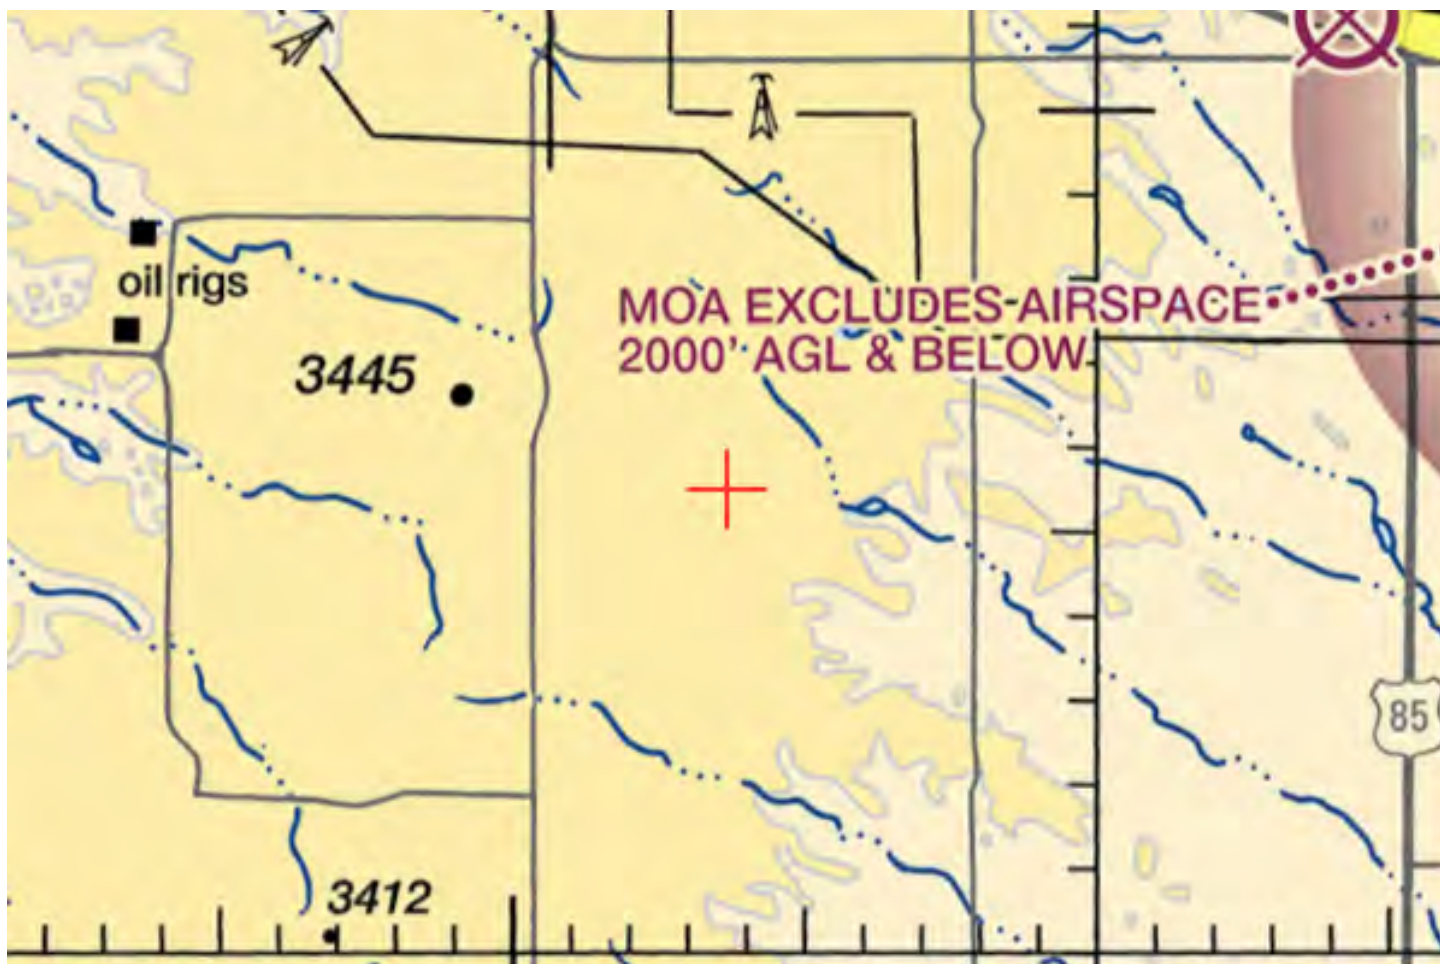 oil rigs
MOA EXCLUDES AIRSPACE
2000' AGL & BELOW
3445
85
3412